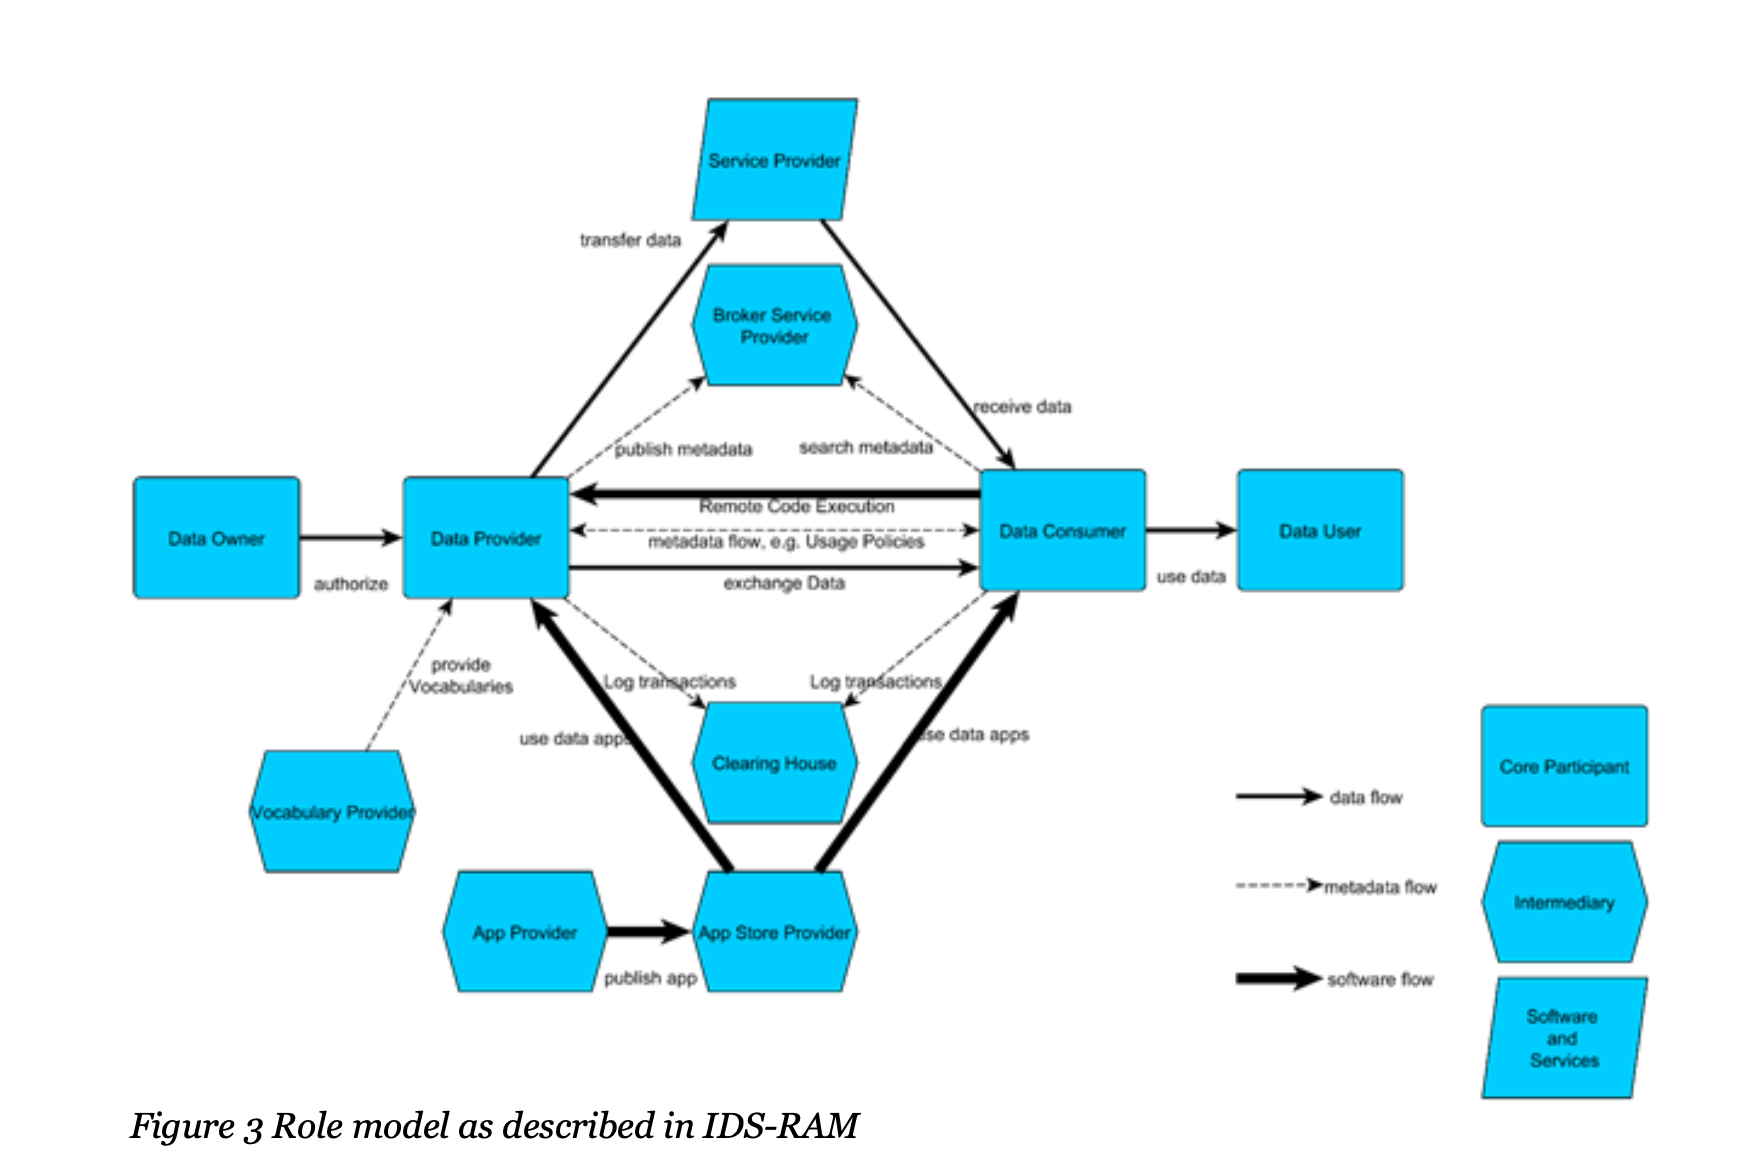 Service Provider
transfer data
Broker Service
Provider
receive data
publish metadata
search metadata
Remote Code Execution
Data Owner
Data Provider
Data Consumer
Data User
metadata flow, e.g. Usage Policies
authorize
exchange Data
use data
provide
Vocabularies
Log transactions
Log transactions
use data apps
use data apps
Clearing House
Vocabulary Provider
App Provider
App Store Provider
publish app
data flow
metadata flow
software flow
Core Participant
Intermediary
Software
and
Services
Figure 3 Role model as described in IDS-RAM